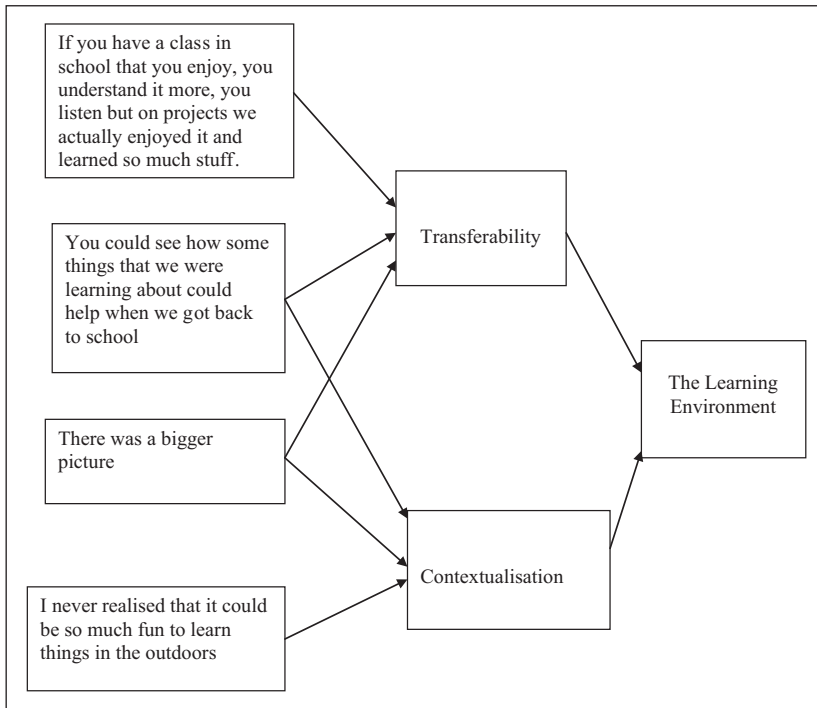 If you have a class in
school that you enjoy, you
understand it more, you
listen but on projects we
actually enjoyed it and
learned so much stuff.
You could see how some
things that we were
learning about could
help when we got back
to school
There was a bigger
picture
I never realised that it could
be so much fun to learn
things in the outdoors
Transferability
Contextualisation
The Learning
Environment